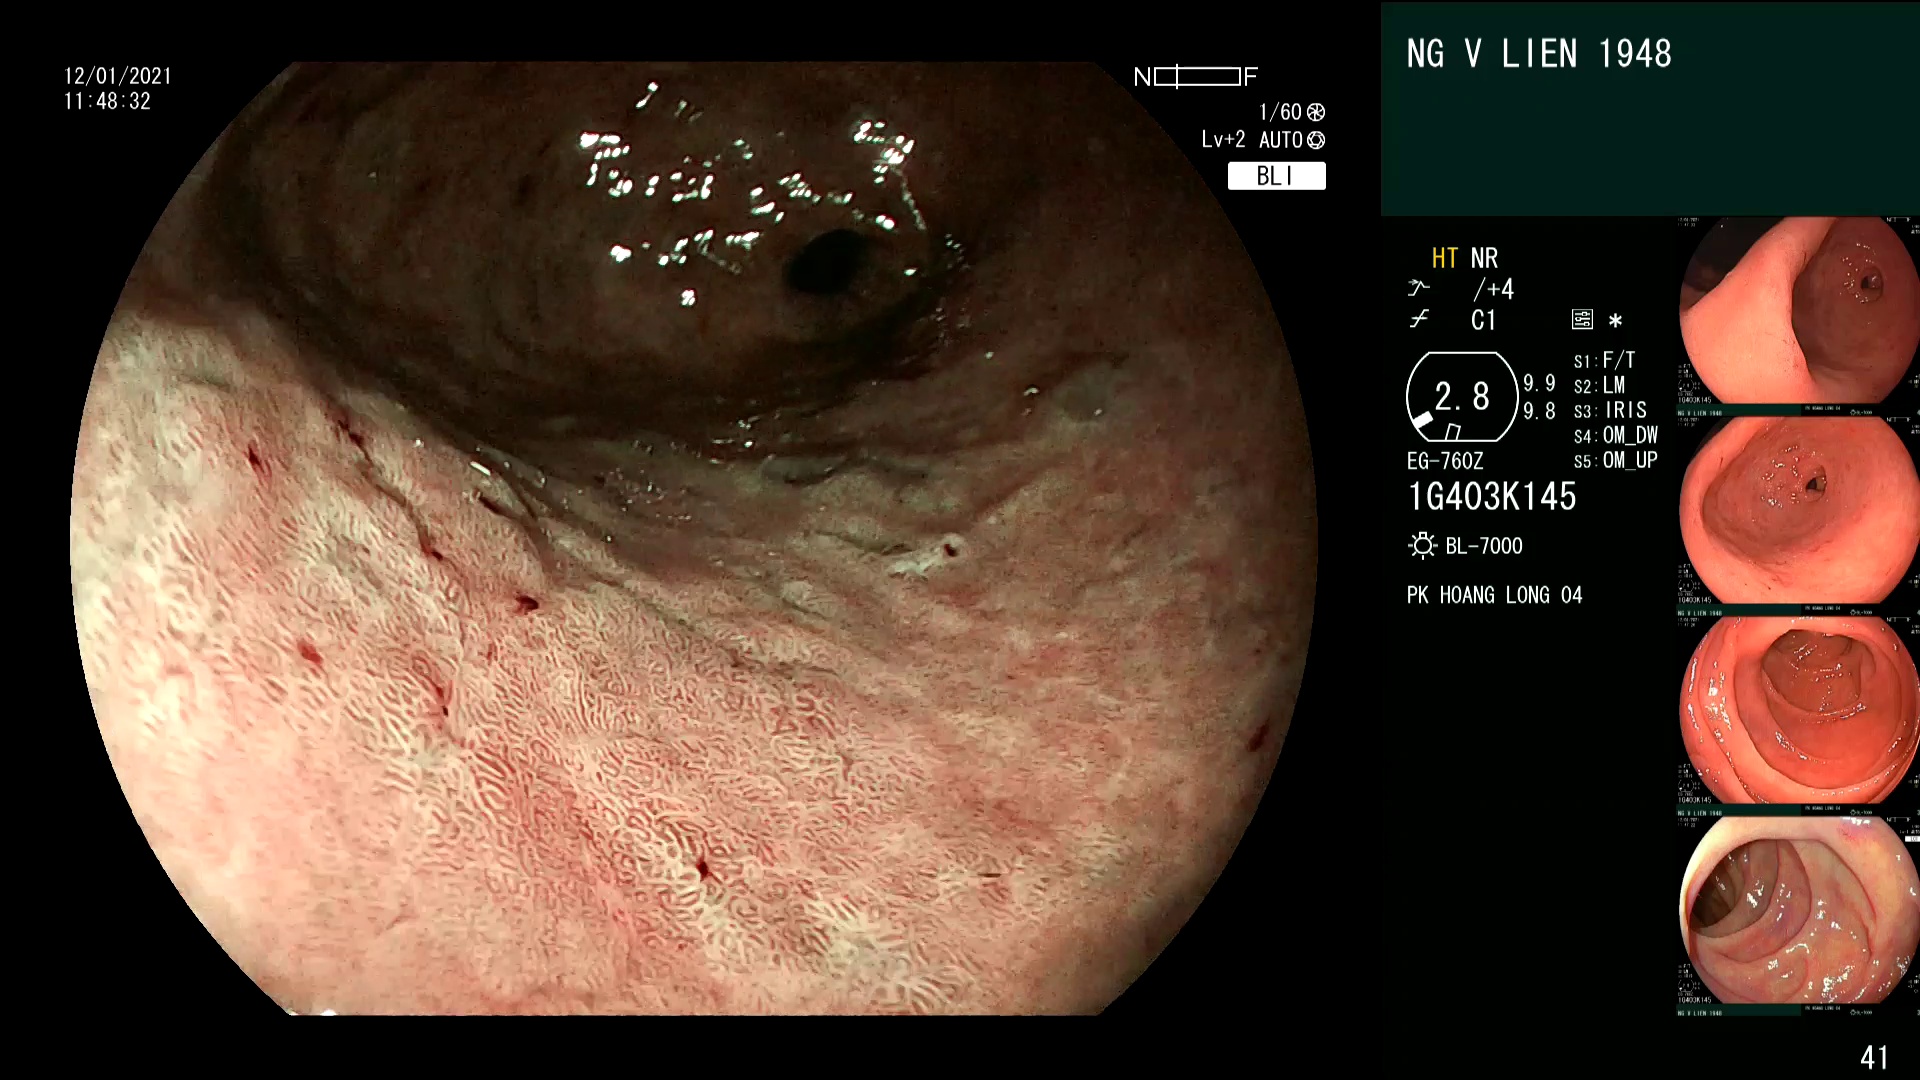 12/01/2021
11:48:32
N F
1/60
Lv+2 AUTO
BLI
NG V LIEN 1948
HT NR
/+4
C1 *
2.8
9.9
9.8
S1:F/T
S2:LM
S3:IRIS
S4:OM_DW
S5:OM_UP
EG-760Z
1G403K145
BL-7000
PK HOANG LONG 04
41